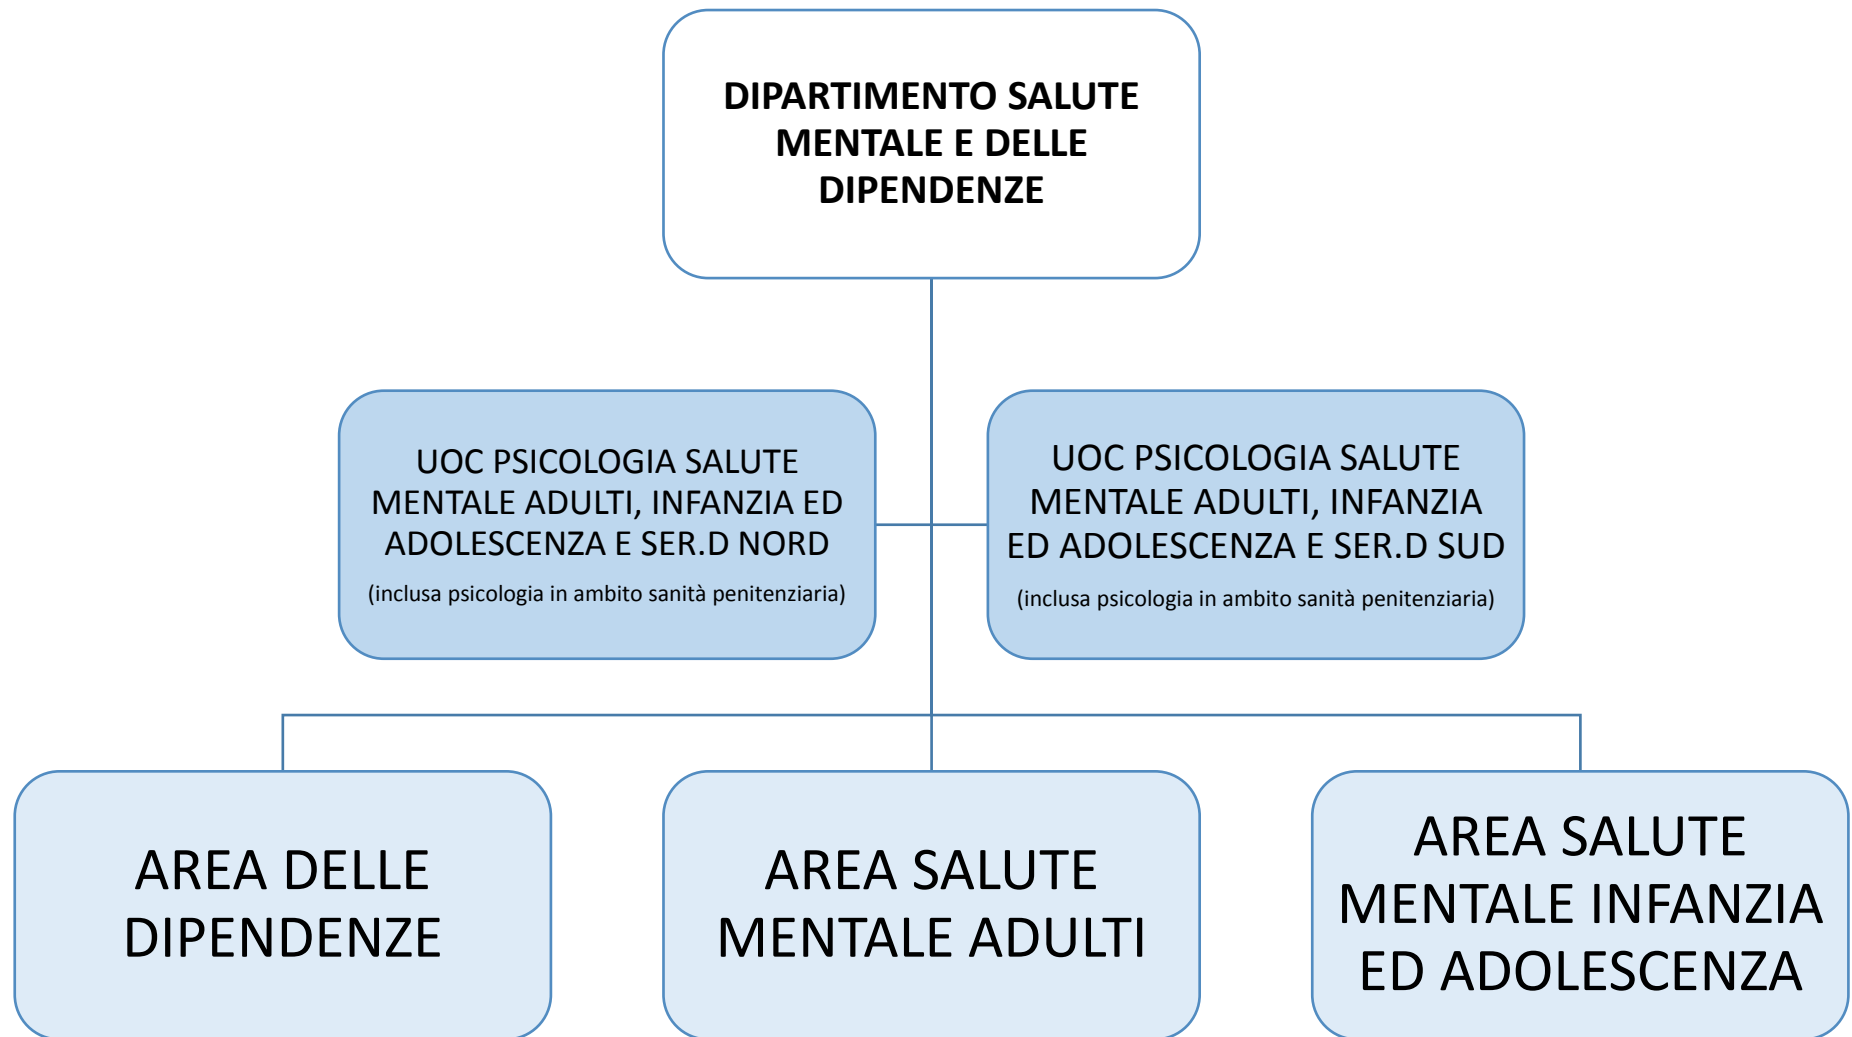 DIPARTIMENTO SALUTE
MENTALE E DELLE
DIPENDENZE
UOC PSICOLOGIA SALUTE
MENTALE ADULTI, INFANZIA ED
ADOLESCENZA E SER.D NORD
(inclusa psicologia in ambito sanità penitenziaria)
UOC PSICOLOGIA SALUTE
MENTALE ADULTI, INFANZIA
ED ADOLESCENZA E SER.D SUD
(inclusa psicologia in ambito sanità penitenziaria)
AREA DELLE
DIPENDENZE
AREA SALUTE
MENTALE ADULTI
AREA SALUTE
MENTALE INFANZIA
ED ADOLESCENZA